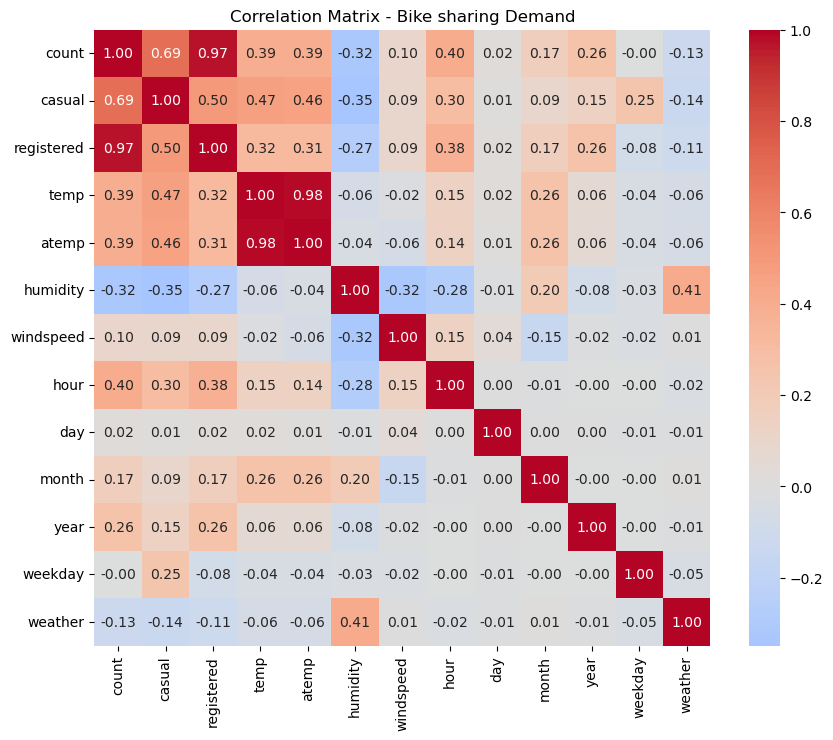 Correlation Matrix - Bike sharing Demand
count 1.00 0.69 0.97 0.39 0.39 -0.32 0.10 0.40 0.02 0.17 0.26 -0.00 -0.13
casual 0.69 1.00 0.50 0.47 0.46 -0.35 0.09 0.30 0.01 0.09 0.15 0.25 -0.14
registered 0.97 0.50 1.00 0.32 0.31 -0.27 0.09 0.38 0.02 0.17 0.26 -0.08 -0.11
temp 0.39 0.47 0.32 1.00 0.98 -0.06 -0.02 0.15 0.02 0.26 0.06 -0.04 -0.06
atemp 0.39 0.46 0.31 0.98 1.00 -0.04 -0.06 0.14 0.01 0.26 0.06 -0.04 -0.06
humidity -0.32 -0.35 -0.27 -0.06 -0.04 1.00 -0.32 -0.28 -0.01 0.20 -0.08 -0.03 0.41
windspeed 0.10 0.09 0.09 -0.02 -0.06 -0.32 1.00 0.15 0.04 -0.15 -0.02 -0.02 0.01
hour 0.40 0.30 0.38 0.15 0.14 -0.28 0.15 1.00 0.00 -0.01 -0.00 -0.00 -0.02
day 0.02 0.01 0.02 0.02 0.01 -0.01 0.04 0.00 1.00 0.00 0.00 -0.01 -0.01
month 0.17 0.09 0.17 0.26 0.26 0.20 -0.15 -0.01 0.00 1.00 -0.00 -0.00 0.01
year 0.26 0.15 0.26 0.06 0.06 -0.08 -0.02 -0.00 0.00 -0.00 1.00 -0.00 -0.01
weekday -0.00 0.25 -0.08 -0.04 -0.04 -0.03 -0.02 -0.00 -0.01 -0.00 -0.00 1.00 -0.05
weather -0.13 -0.14 -0.11 -0.06 -0.06 0.41 0.01 -0.02 -0.01 0.01 -0.01 -0.05 1.00
count casual registered temp atemp humidity windspeed hour day month year weekday weather
1.0
0.8
0.6
0.4
0.2
0.0
−0.2